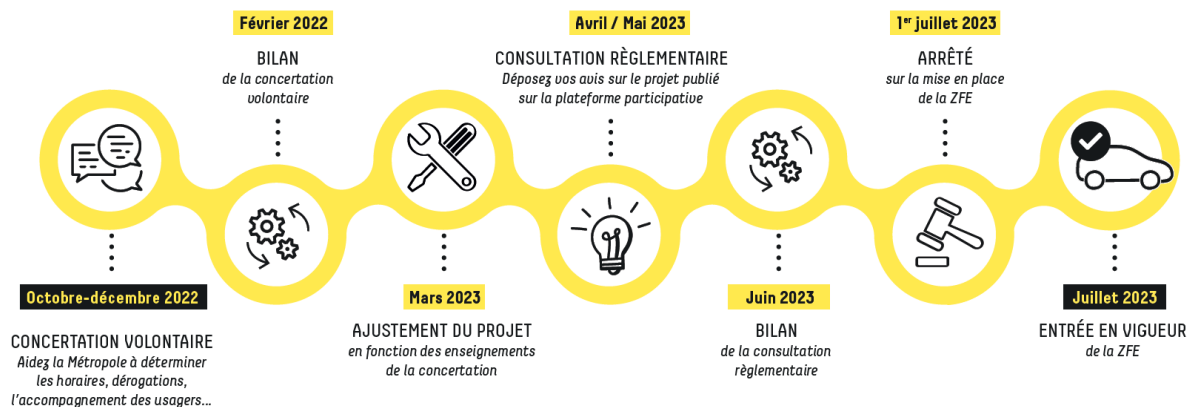 Octobre-décembre 2022
CONCERTATION VOLONTAIRE
Aidez la Métropole à déterminer
les horaires, dérogations,
l'accompagnement des usagers...
Février 2022
BILAN
de la concertation
volontaire
Mars 2023
AJUSTEMENT DU PROJET
en fonction des enseignements
de la concertation
Avril / Mai 2023
CONSULTATION RÈGLEMENTAIRE
Déposez vos avis sur le projet publié
sur la plateforme participative
Juin 2023
BILAN
de la consultation
règlementaire
1er juillet 2023
ARRÊTÉ
sur la mise en place
de la ZFE
Juillet 2023
ENTRÉE EN VIGUEUR
de la ZFE